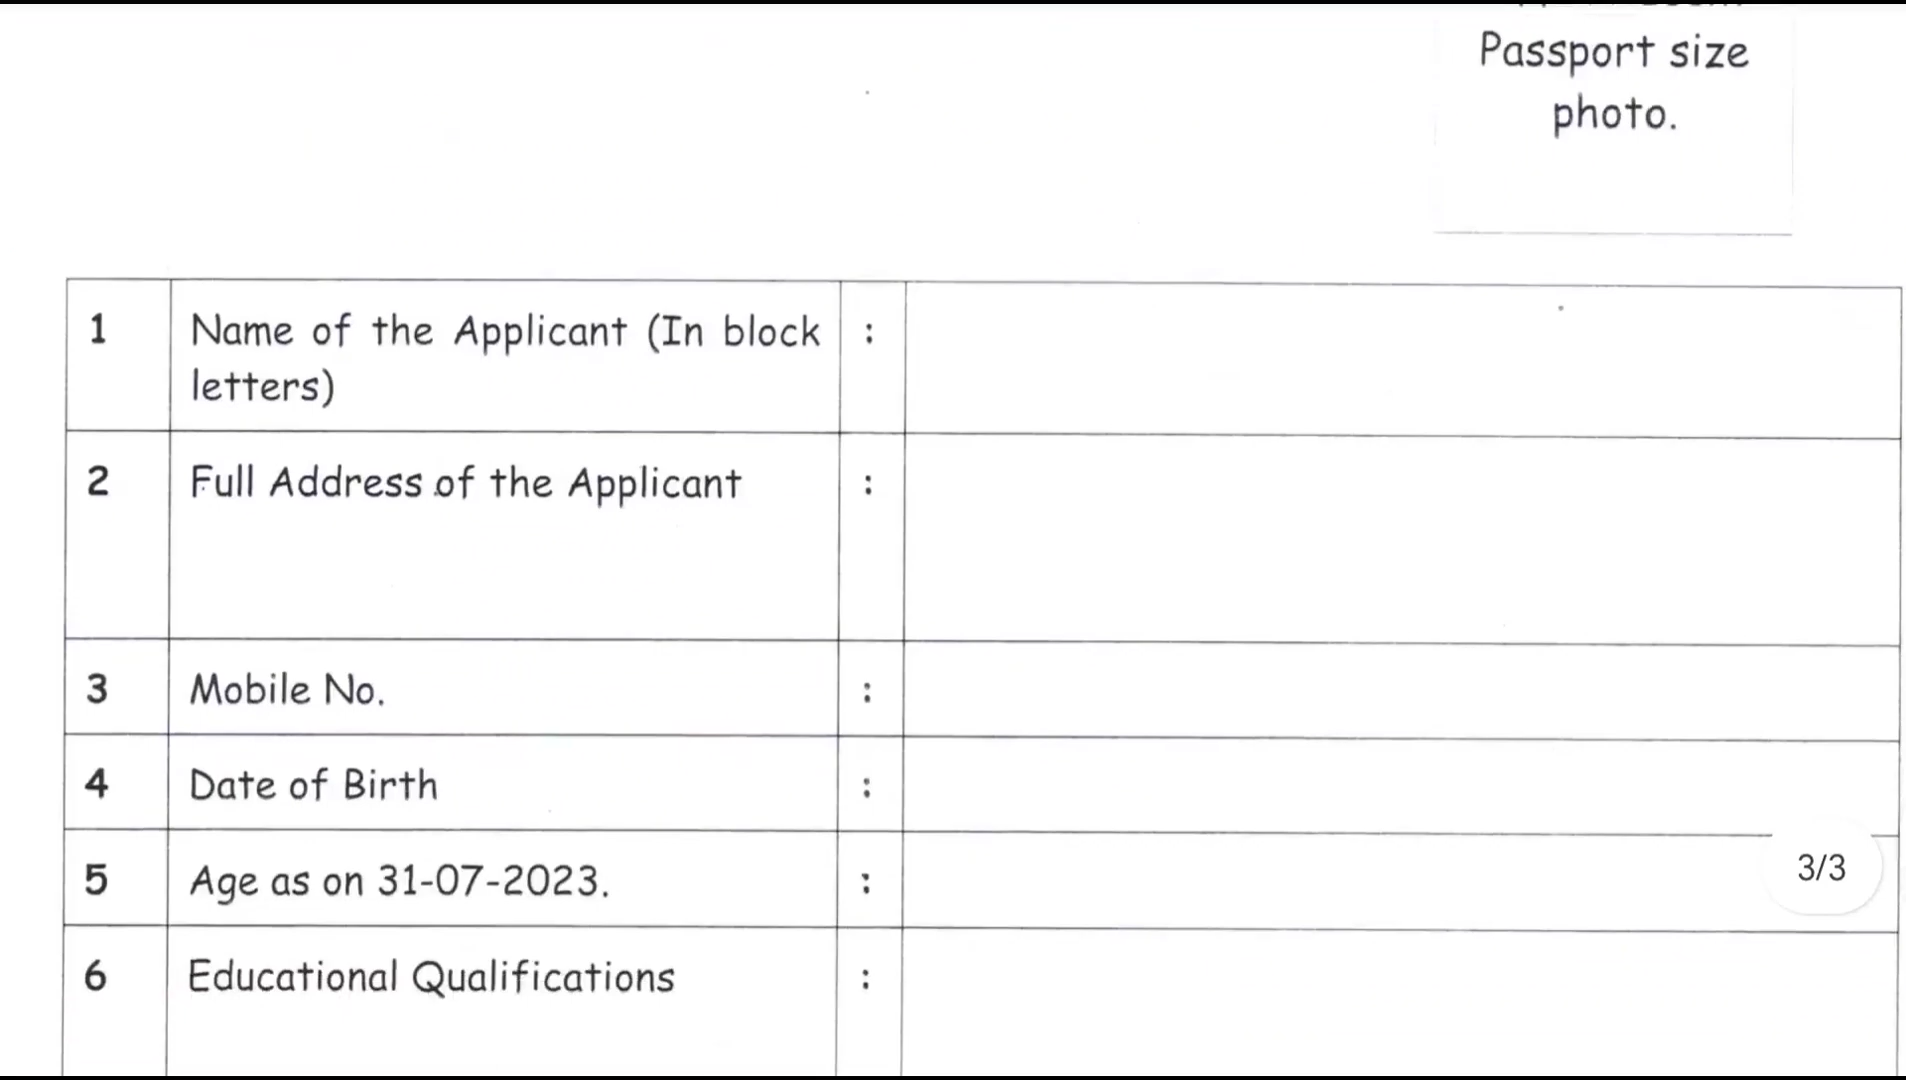 Passport size
photo.
1 Name of the Applicant (In block :
letters)
2 Full Address of the Applicant :
3 Mobile No. :
4 Date of Birth :
5 Age as on 31-07-2023. :
3/3
6 Educational Qualifications :